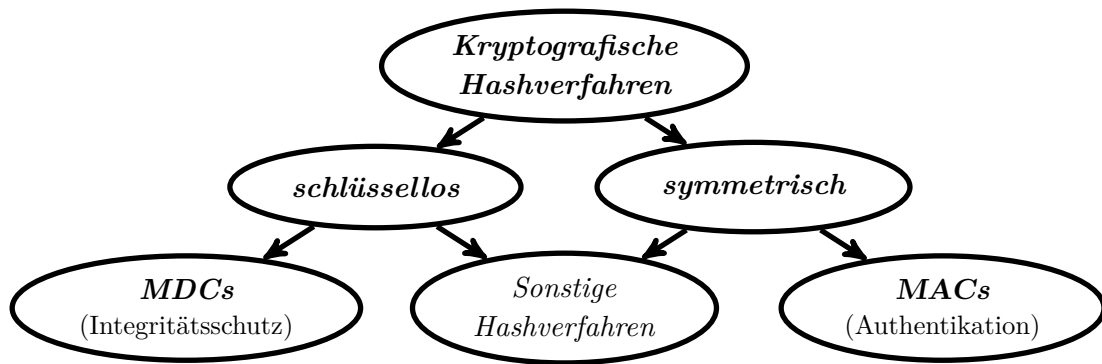 Kryptografische
Hashverfahren
schlüssellos
symmetrisch
MDCs
(Integritätsschutz)
Sonstige
Hashverfahren
MACs
(Authentikation)